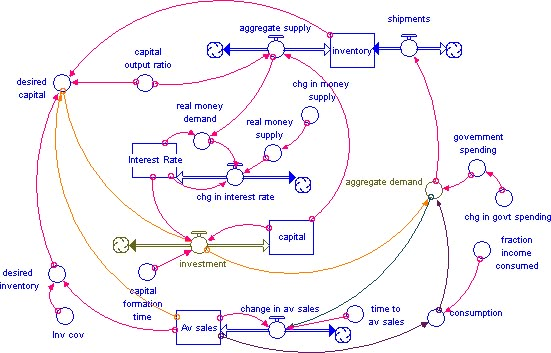 aggregate supply
shipments
inventory
capital
output ratio
desired
capital
chg in money
supply
real money
demand
real money
supply
government
spending
Interest Rate
chg in interest rate
aggregate demand
chg in govt spending
capital
investment
fraction
income
consumed
desired
inventory
capital
formation
time
Inv cov
Av sales
change in av sales
time to
av sales
consumption